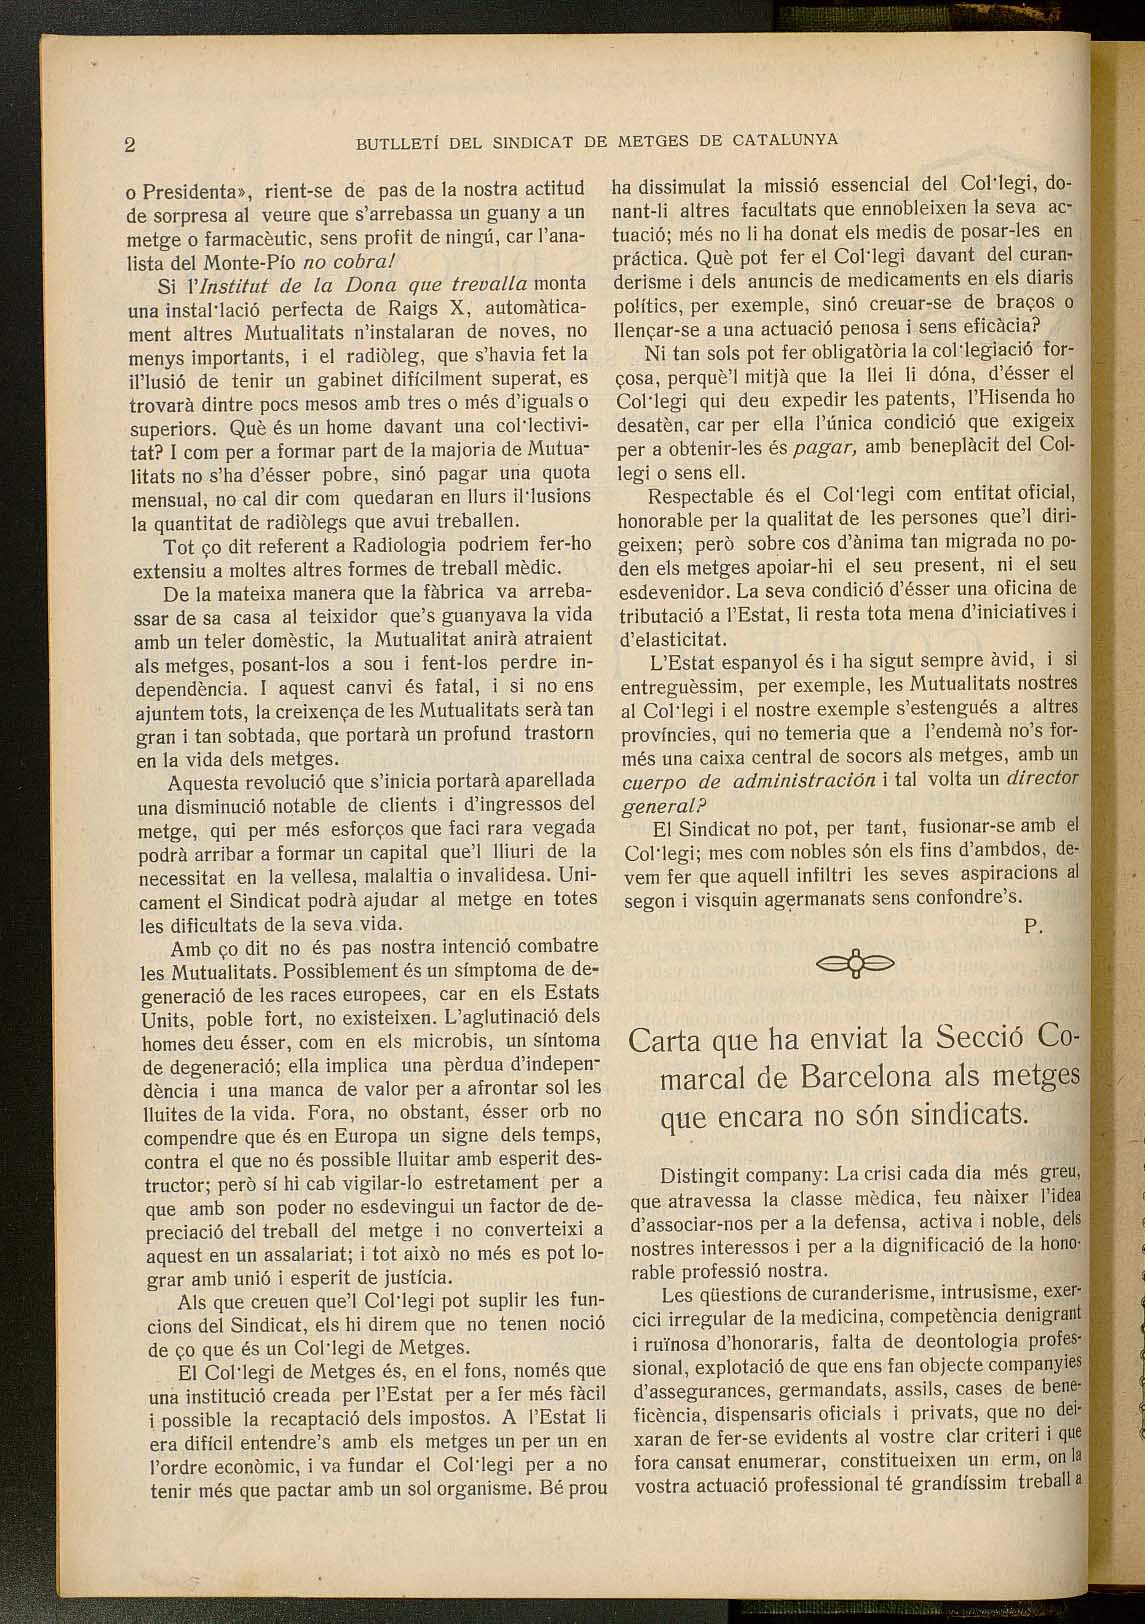 2
BUTLLETÍ DEL SINDICAT DE METGES DE CATALUNYA
o Presidenta», rient-se de pas de la nostra actitud
de sorpresa al veure que s'arrebassa un guany a un
metge o farmacèutic, sens profit de ningú, car l'ana-
lista del Monte-Pío no cobra!
Si l'Institut de la Dona que trevalla monta
una instal·lació perfecta de Raigs X, automàtica-
ment altres Mutualitats n'instalaran de noves, no
menys importants, i el radiòleg, que s'havia fet la
il'lusió de tenir un gabinet difícilment superat, es
trovarà dintre pocs mesos amb tres o més d'iguals o
superiors. Què és un home davant una col·lectivi-
tat? I com per a formar part de la majoria de Mutua-
litats no s'ha d'ésser pobre, sinó pagar una quota
mensual, no cal dir com quedaran en llurs il·lusions
la quantitat de radiòlegs que avui treballen.
Tot ço dit referent a Radiologia podriem fer-ho
extensiu a moltes altres formes de treball mèdic.
De la mateixa manera que la fàbrica va arreba-
ssar de sa casa al teixidor que's guanyava la vida
amb un teler domèstic, la Mutualitat anirà atraient
als metges, posant-los a sou i fent-los perdre in-
dependència. I aquest canvi és fatal, i si no ens
ajuntem tots, la creixença de les Mutualitats serà tan
gran i tan sobtada, que portarà un profund trastorn
en la vida dels metges.
Aquesta revolució que s'inicia portarà aparellada
una disminució notable de clients i d'ingressos del
metge, qui per més esforços que faci rara vegada
podrà arribar a formar un capital que'l lliuri de la
necessitat en la vellesa, malaltia o invalidesa. Uni-
cament el Sindicat podrà ajudar al metge en totes
les dificultats de la seva vida.
Amb ço dit no és pas nostra intenció combatre
les Mutualitats. Possiblement és un símptoma de de-
generació de les races europees, car en els Estats
Units, poble fort, no existeixen. L'aglutinació dels
homes deu ésser, com en els microbis, un síntoma
de degeneració; ella implica una pèrdua d'indepen-
dència i una manca de valor per a afrontar sol les
lluites de la vida. Fora, no obstant, ésser orb no
compendre que és en Europa un signe dels temps,
contra el que no és possible lluitar amb esperit des-
tructor; però sí hi cab vigilar-lo estretament per a
que amb son poder no esdevingui un factor de de-
preciació del treball del metge i no converteixi a
aquest en un assalariat; i tot això no més es pot lo-
grar amb unió i esperit de justícia.
Als que creuen que'l Col·legi pot suplir les fun-
cions del Sindicat, els hi direm que no tenen noció
de ço que és un Col·legi de Metges.
El Col·legi de Metges és, en el fons, només que
una institució creada per l'Estat per a fer més fàcil
i possible la recaptació dels impostos. A l'Estat li
era difícil entendre's amb els metges un per un en
l'ordre econòmic, i va fundar el Col·legi per a no
tenir més que pactar amb un sol organisme. Bé prou
ha dissimulat la missió essencial del Col·legi, do-
nant-li altres facultats que ennobleixen la seva ac-
tuació; més no li ha donat els medis de posar-les en
práctica. Què pot fer el Col·legi davant del curan-
derisme i dels anuncis de medicaments en els diaris
polítics, per exemple, sinó creuar-se de braços o
llençar-se a una actuació penosa i sens eficàcia?
Ni tan sols pot fer obligatòria la col·legiació for-
çosa, perquè'l mitjà que la llei li dóna, d'ésser el
Col·legi qui deu expedir les patents, l'Hisenda ho
desatèn, car per ella l'única condició que exigeix
per a obtenir-les és pagar, amb beneplàcit del Col-
legi o sens ell.
Respectable és el Col·legi com entitat oficial,
honorable per la qualitat de les persones que'l diri-
geixen; però sobre cos d'ànima tan migrada no po-
den els metges apoiar-hi el seu present, ni el seu
esdevenidor. La seva condició d'ésser una oficina de
tributació a l'Estat, li resta tota mena d'iniciatives i
d'elasticitat.
L'Estat espanyol és i ha sigut sempre àvid, i si
entreguèssim, per exemple, les Mutualitats nostres
al Col·legi i el nostre exemple s'estengués a altres
províncies, qui no temeria que a l'endemà no's for-
més una caixa central de socors als metges, amb un
cuerpo de administración i tal volta un director
general?
El Sindicat no pot, per tant, fusionar-se amb el
Col·legi; mes com nobles són els fins d'ambdos, de-
vem fer que aquell infiltri les seves aspiracions al
segon i visquin agermanats sens confondre's.
P.
Carta que ha enviat la Secció Co-
marcal de Barcelona als metges
que encara no són sindicats.
Distingit company: La crisi cada dia més greu,
que atravessa la classe mèdica, feu nàixer l'idea
d'associar-nos per a la defensa, activa i noble, dels
nostres interessos i per a la dignificació de la hono-
rable professió nostra.
Les qüestions de curanderisme, intrusisme, exer-
cici irregular de la medicina, competència denigrant
i ruïnosa d'honoraris, falta de deontologia profes-
sional, explotació de que ens fan objecte companyies
d'assegurances, germandats, assils, cases de bene-
ficència, dispensaris oficials i privats, que no dei-
xaran de fer-se evidents al vostre clar criteri i que
fora cansat enumerar, constitueixen un erm, on la
vostra actuació professional té grandíssim treball a